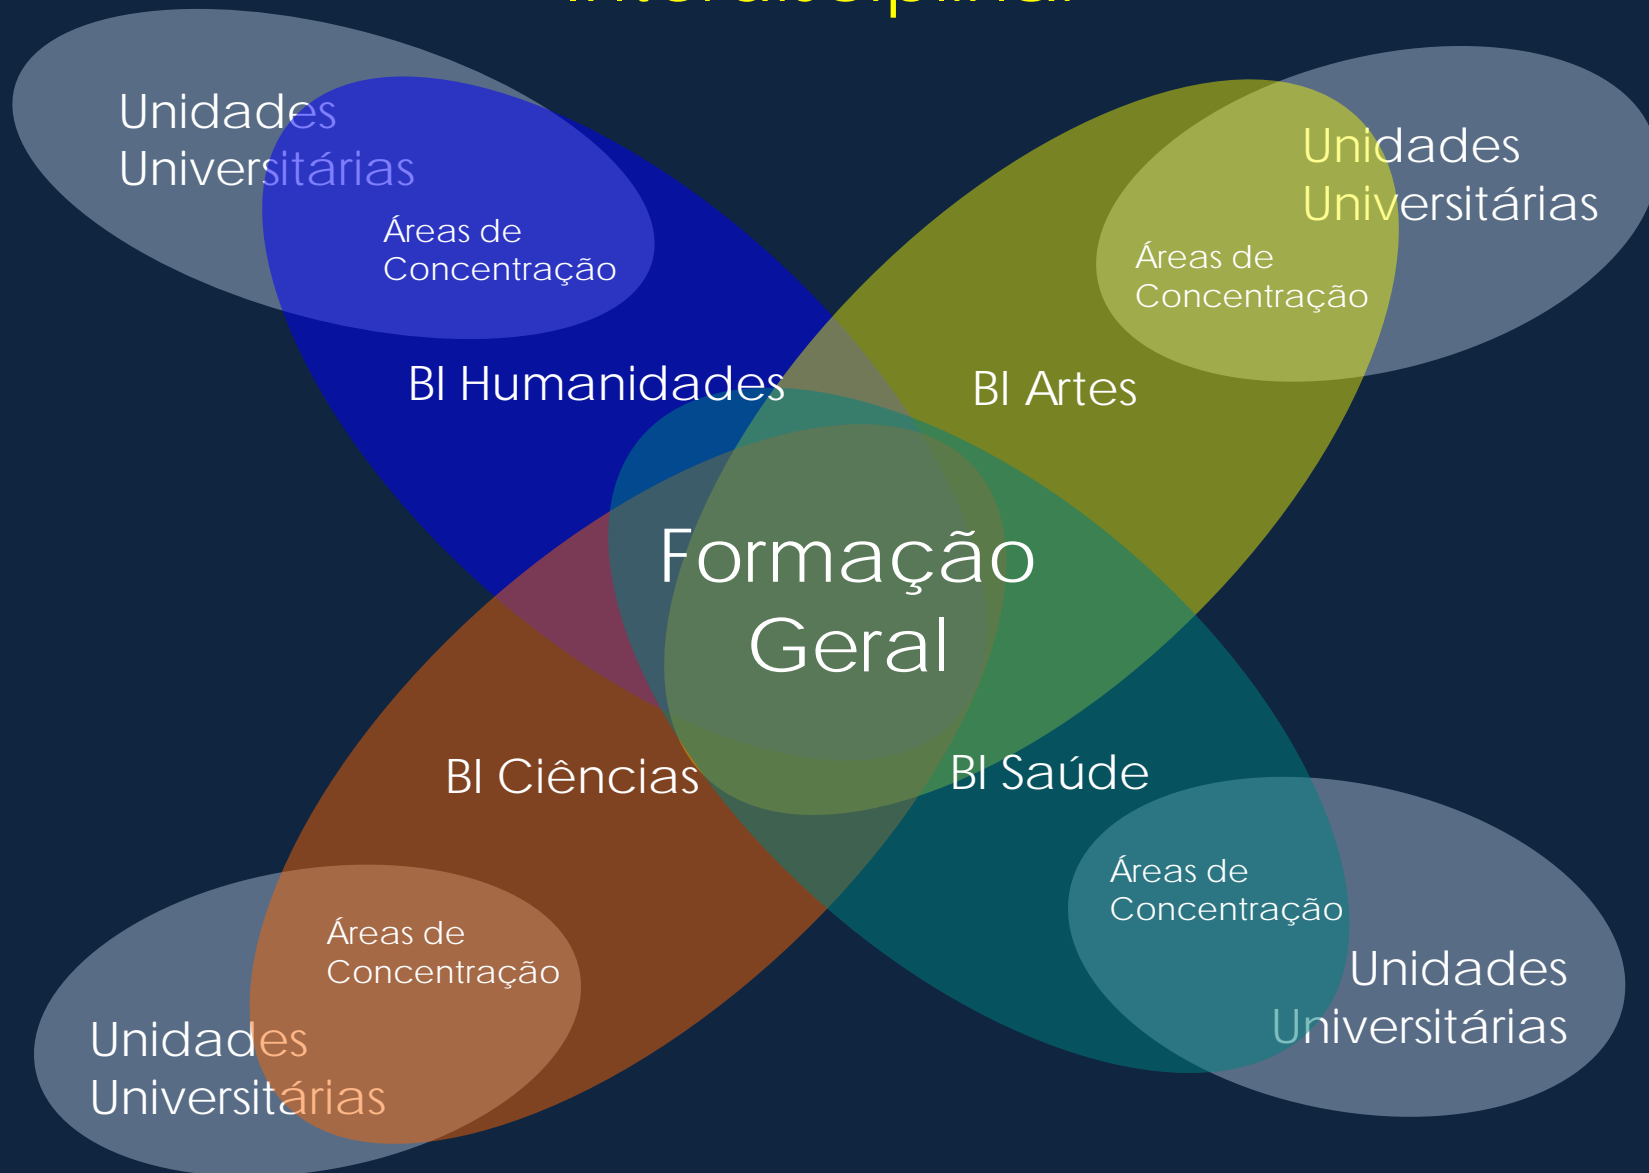 Interdisciplinar
Unidades
Universitárias
Áreas de
Concentração
BI Humanidades
Unidades
Universitárias
Áreas de
Concentração
BI Artes
Formação
Geral
BI Ciências
Áreas de
Concentração
Unidades
Universitárias
BI Saúde
Áreas de
Concentração
Unidades
Universitárias